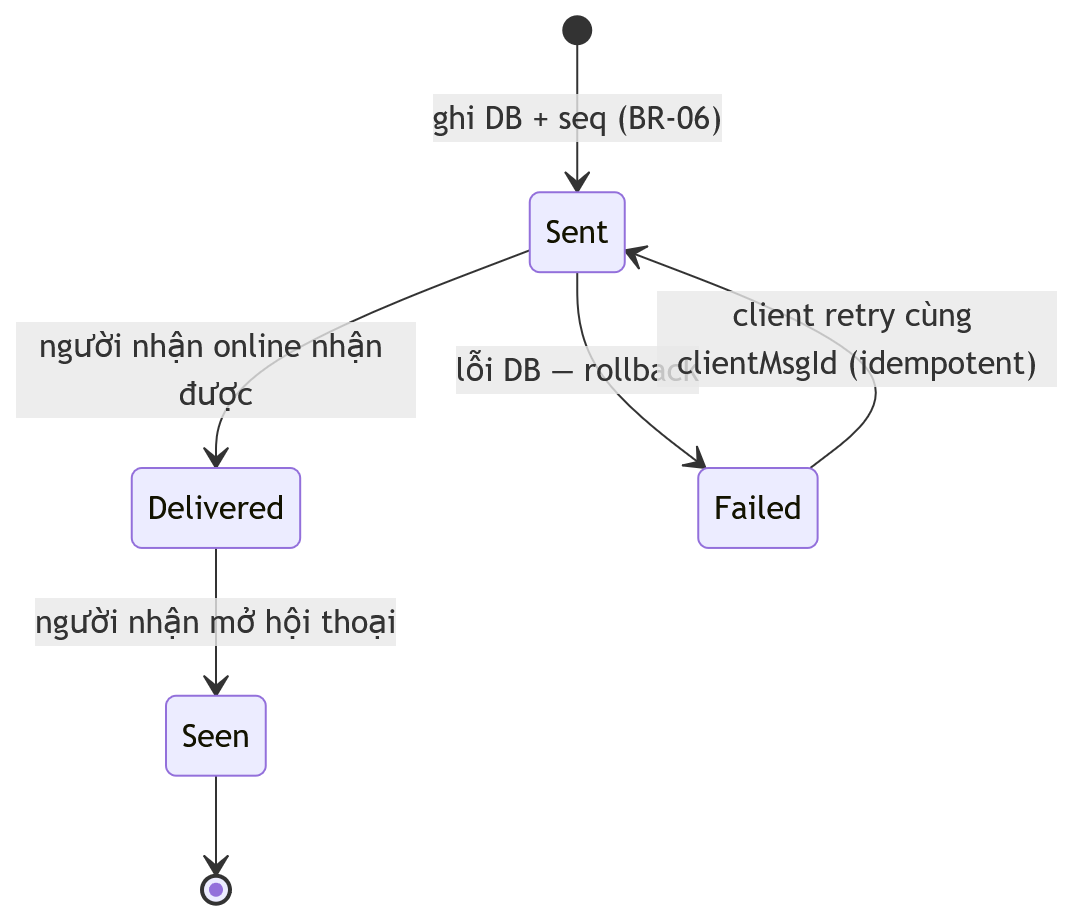 ghi DB + seq (BR-06)
Sent
người nhận online nhận
được
lỗi DB — rollback
client retry cùng
clientMsgId (idempotent)
Delivered
Failed
người nhận mở hội thoại
Seen